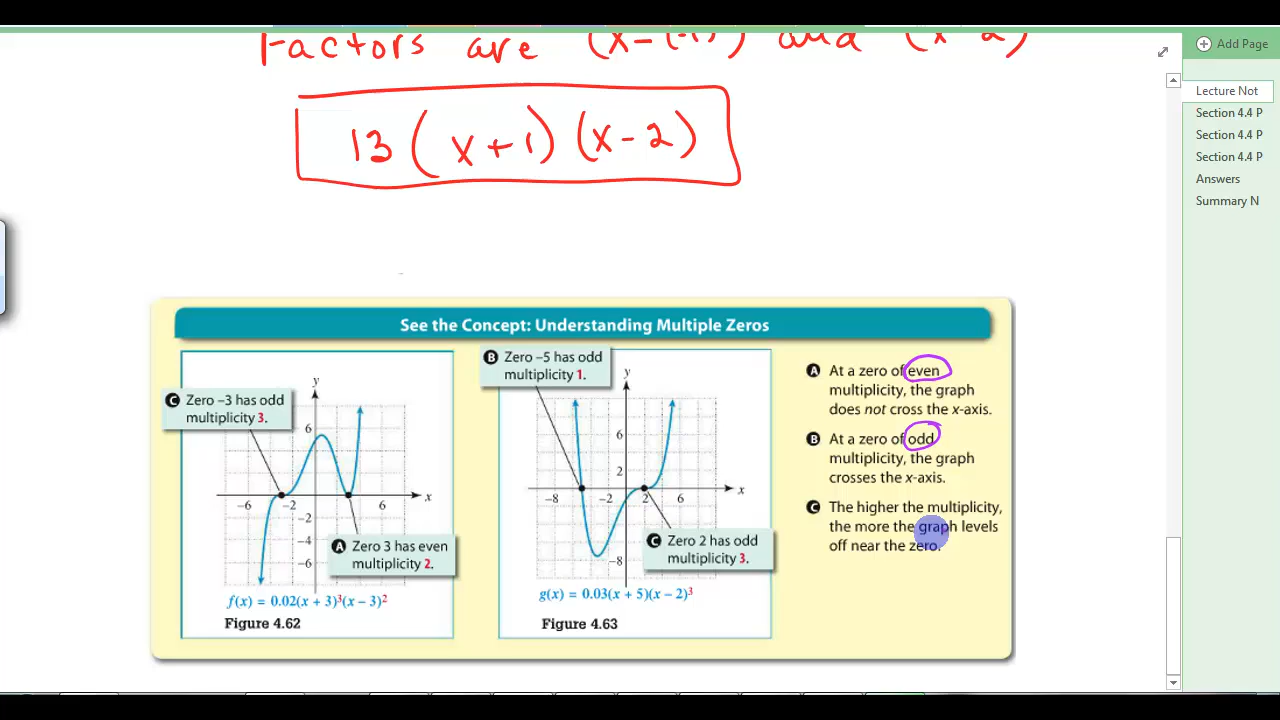 Factors are (x-(-1)) and (x-2)
13(x+1)(x-2)
See the Concept: Understanding Multiple Zeros
C Zero –3 has odd
multiplicity 3.
y
6
x
–6
–2
6
–2
–4
–6
A Zero 3 has even
multiplicity 2.
f(x) = 0.02(x + 3)³(x – 3)²
Figure 4.62
B Zero –5 has odd
multiplicity 1.
y
6
2
x
–8
–2
2
6
–8
C Zero 2 has odd
multiplicity 3.
g(x) = 0.03(x + 5)(x – 2)³
Figure 4.63
A At a zero of even
multiplicity, the graph
does not cross the x-axis.
B At a zero of odd
multiplicity, the graph
crosses the x-axis.
C The higher the multiplicity,
the more the graph levels
off near the zero.
Add Page
Lecture Not
Section 4.4 P
Section 4.4 P
Section 4.4 P
Answers
Summary N